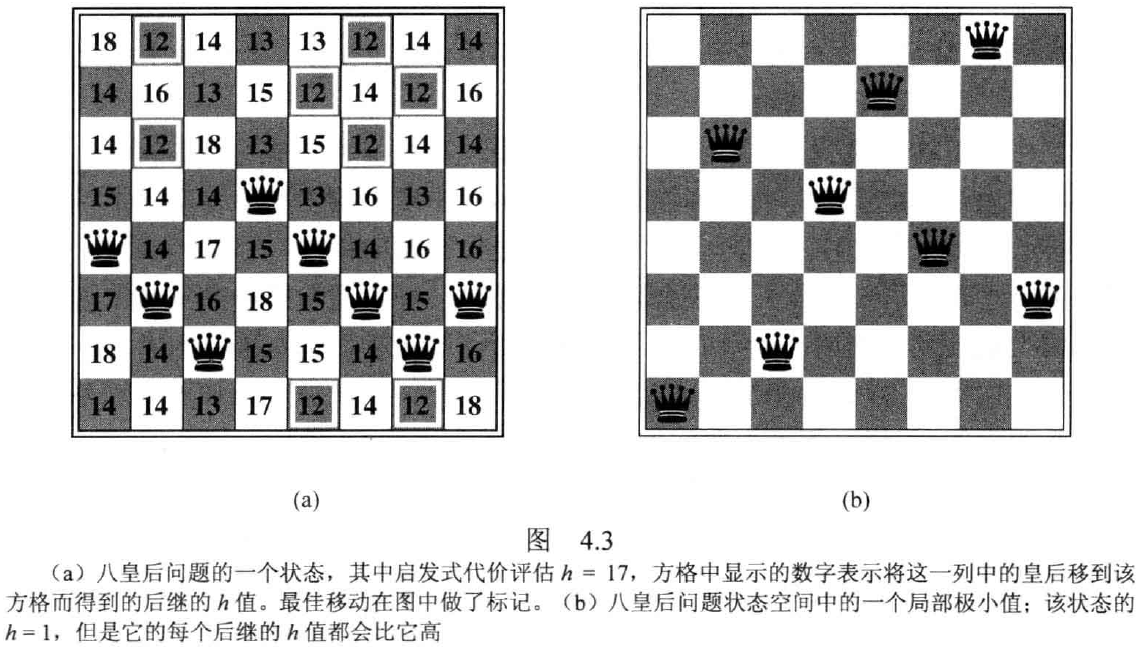 18 12 14 13 13 12 14 14
14 16 13 15 12 14 12 16
14 12 18 13 15 12 14 14
15 14 14 13 16 13 16
14 17 15 14 16 16
17 16 18 15 15
18 14 15 15 14 16
14 14 13 17 12 14 12 18
(a)
(b)
图 4.3
（a）八皇后问题的一个状态，其中启发式代价评估 h = 17，方格中显示的数字表示将这一列中的皇后移到该
方格而得到的后继的 h 值。最佳移动在图中做了标记。（b）八皇后问题状态空间中的一个局部极小值；该状态的
h = 1，但是它的每个后继的 h 值都会比它高